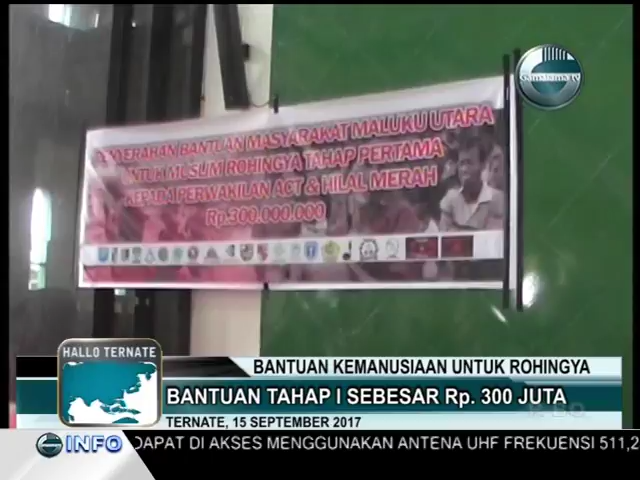 Gamalama TV
PENYERAHAN BANTUAN MASYARAKAT MALUKU UTARA
UNTUK MUSLIM ROHINGYA TAHAP PERTAMA
KEPADA PERWAKILAN ACT & HILAL MERAH
Rp.300.000.000
HALLO TERNATE
BANTUAN KEMANUSIAAN UNTUK ROHINGYA
BANTUAN TAHAP I SEBESAR Rp. 300 JUTA
TERNATE, 15 SEPTEMBER 2017
INFO
DAPAT DI AKSES MENGGUNAKAN ANTENA UHF FREKUENSI 511,2